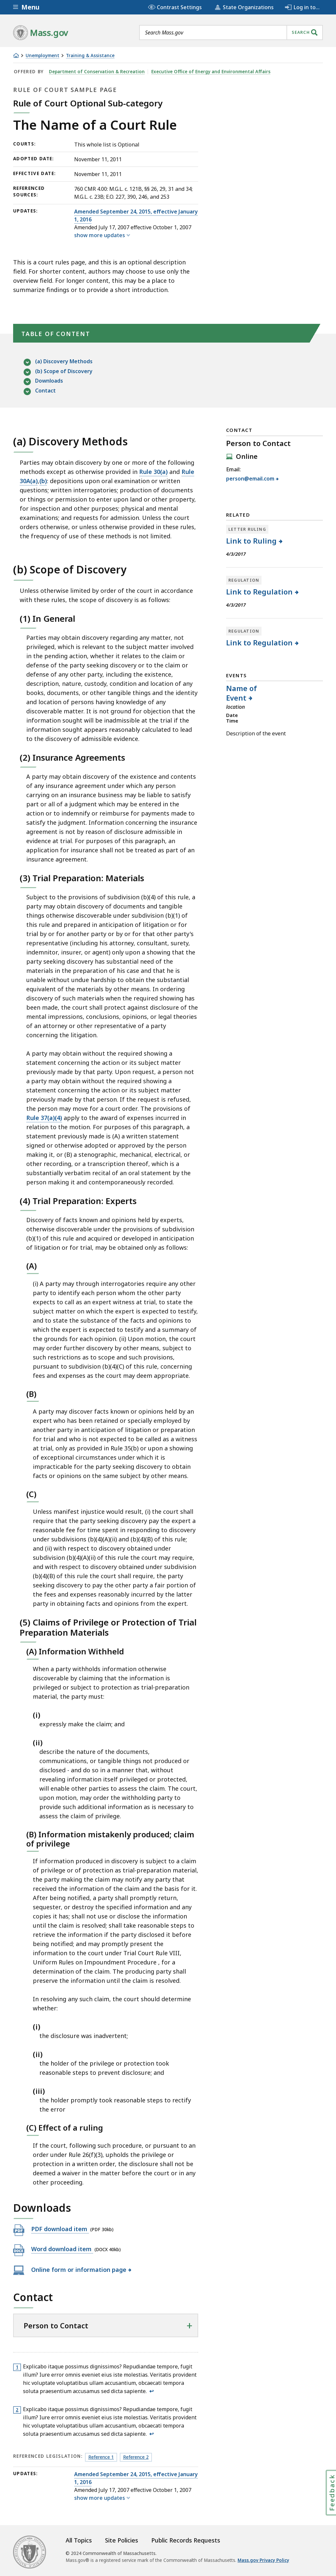 Menu
Contrast Settings
State Organizations
Log in to...
Mass.gov
Search Mass.gov
SEARCH
Unemployment
Training & Assistance
OFFERED BY Department of Conservation & Recreation Executive Office of Energy and Environmental Affairs
RULE OF COURT SAMPLE PAGE
Rule of Court Optional Sub-category
The Name of a Court Rule
COURTS: This whole list is Optional
ADOPTED DATE: November 11, 2011
EFFECTIVE DATE: November 11, 2011
REFERENCED SOURCES: 760 CMR 4.00: M.G.L. c. 121B, §§ 26, 29, 31 and 34;
M.G.L. c. 23B; E.O. 227, 390, 246, and 253
UPDATES: Amended September 24, 2015, effective January
1, 2016
Amended July 17, 2007 effective October 1, 2007
show more updates
This is a court rules page, and this is an optional description
field. For shorter content, authors may choose to use only the
overview. For longer content, this may be a place to
summarize findings or to provide a short introduction.
TABLE OF CONTENT
(a) Discovery Methods
(b) Scope of Discovery
Downloads
Contact
(a) Discovery Methods
Parties may obtain discovery by one or more of the following
methods except as otherwise provided in Rule 30(a) and Rule
30A(a),(b): depositions upon oral examination or written
questions; written interrogatories; production of documents
or things or permission to enter upon land or other property,
for inspection and other purposes; physical and mental
examinations; and requests for admission. Unless the court
orders otherwise, or unless otherwise provided in these rules,
the frequency of use of these methods is not limited.
(b) Scope of Discovery
Unless otherwise limited by order of the court in accordance
with these rules, the scope of discovery is as follows:
(1) In General
Parties may obtain discovery regarding any matter, not
privileged, which is relevant to the subject matter involved
in the pending action, whether it relates to the claim or
defense of the party seeking discovery or to the claim or
defense of any other party, including the existence,
description, nature, custody, condition and location of any
books, documents, or other tangible things and the
identity and location of persons having knowledge of any
discoverable matter. It is not ground for objection that the
information sought will be inadmissible at the trial if the
information sought appears reasonably calculated to lead
to the discovery of admissible evidence.
(2) Insurance Agreements
A party may obtain discovery of the existence and contents
of any insurance agreement under which any person
carrying on an insurance business may be liable to satisfy
part or all of a judgment which may be entered in the
action or to indemnify or reimburse for payments made to
satisfy the judgment. Information concerning the insurance
agreement is not by reason of disclosure admissible in
evidence at trial. For purposes of this paragraph, an
application for insurance shall not be treated as part of an
insurance agreement.
(3) Trial Preparation: Materials
Subject to the provisions of subdivision (b)(4) of this rule, a
party may obtain discovery of documents and tangible
things otherwise discoverable under subdivision (b)(1) of
this rule and prepared in anticipation of litigation or for
trial by or for another party or by or for that other party's
representative (including his attorney, consultant, surety,
indemnitor, insurer, or agent) only upon a showing that the
party seeking discovery has substantial need of the
materials in the preparation of his case and that he is
unable without undue hardship to obtain the substantial
equivalent of the materials by other means. In ordering
discovery of such materials when the required showing has
been made, the court shall protect against disclosure of the
mental impressions, conclusions, opinions, or legal theories
of an attorney or other representative of a party
concerning the litigation.
A party may obtain without the required showing a
statement concerning the action or its subject matter
previously made by that party. Upon request, a person not
a party may obtain without the required showing a
statement concerning the action or its subject matter
previously made by that person. If the request is refused,
the person may move for a court order. The provisions of
Rule 37(a)(4) apply to the award of expenses incurred in
relation to the motion. For purposes of this paragraph, a
statement previously made is (A) a written statement
signed or otherwise adopted or approved by the person
making it, or (B) a stenographic, mechanical, electrical, or
other recording, or a transcription thereof, which is a
substantially verbatim recital of an oral statement by the
person making it and contemporaneously recorded.
(4) Trial Preparation: Experts
Discovery of facts known and opinions held by experts,
otherwise discoverable under the provision of subdivision
(b)(1) of this rule and acquired or developed in anticipation
of litigation or for trial, may be obtained only as follows:
(A)
(i) A party may through interrogatories require any other
party to identify each person whom the other party
expects to call as an expert witness at trial, to state the
subject matter on which the expert is expected to testify,
and to state the substance of the facts and opinions to
which the expert is expected to testify and a summary of
the grounds for each opinion. (ii) Upon motion, the court
may order further discovery by other means, subject to
such restrictions as to scope and such provisions,
pursuant to subdivision (b)(4)(C) of this rule, concerning
fees and expenses as the court may deem appropriate.
(B)
A party may discover facts known or opinions held by an
expert who has been retained or specially employed by
another party in anticipation of litigation or preparation
for trial and who is not expected to be called as a witness
at trial, only as provided in Rule 35(b) or upon a showing
of exceptional circumstances under which it is
impracticable for the party seeking discovery to obtain
facts or opinions on the same subject by other means.
(C)
Unless manifest injustice would result, (i) the court shall
require that the party seeking discovery pay the expert a
reasonable fee for time spent in responding to discovery
under subdivisions (b)(4)(A)(ii) and (b)(4)(B) of this rule;
and (ii) with respect to discovery obtained under
subdivision (b)(4)(A)(ii) of this rule the court may require,
and with respect to discovery obtained under subdivision
(b)(4)(B) of this rule the court shall require, the party
seeking discovery to pay the other party a fair portion of
the fees and expenses reasonably incurred by the latter
party in obtaining facts and opinions from the expert.
(5) Claims of Privilege or Protection of Trial
Preparation Materials
(A) Information Withheld
When a party withholds information otherwise
discoverable by claiming that the information is
privileged or subject to protection as trial-preparation
material, the party must:
(i)
expressly make the claim; and
(ii)
describe the nature of the documents,
communications, or tangible things not produced or
disclosed - and do so in a manner that, without
revealing information itself privileged or protected,
will enable other parties to assess the claim. The court,
upon motion, may order the withholding party to
provide such additional information as is necessary to
assess the claim of privilege.
(B) Information mistakenly produced; claim
of privilege
If information produced in discovery is subject to a claim
of privilege or of protection as trial-preparation material,
the party making the claim may notify any party that
received the information of the claim and the basis for it.
After being notified, a party shall promptly return,
sequester, or destroy the specified information and any
copies it has; shall not use or disclose the information
until the claim is resolved; shall take reasonable steps to
retrieve the information if the party disclosed it before
being notified; and may promptly present the
information to the court under Trial Court Rule VIII,
Uniform Rules on Impoundment Procedure , for a
determination of the claim. The producing party shall
preserve the information until the claim is resolved.
In resolving any such claim, the court should determine
whether:
(i)
the disclosure was inadvertent;
(ii)
the holder of the privilege or protection took
reasonable steps to prevent disclosure; and
(iii)
the holder promptly took reasonable steps to rectify
the error
(C) Effect of a ruling
If the court, following such procedure, or pursuant to an
order under Rule 26(f)(3), upholds the privilege or
protection in a written order, the disclosure shall not be
deemed a waiver in the matter before the court or in any
other proceeding.
Downloads
PDF download item (PDF 30MB)
Word download item (DOCX 40MB)
Online form or information page
Contact
Person to Contact
1 Explicabo itaque possimus dignissimos? Repudiandae tempore, fugit
illum? Iure error omnis eveniet eius iste molestias. Veritatis provident
hic voluptate voluptatibus ullam accusantium, obcaecati tempora
soluta praesentium accusamus sed dicta sapiente.
2 Explicabo itaque possimus dignissimos? Repudiandae tempore, fugit
illum? Iure error omnis eveniet eius iste molestias. Veritatis provident
hic voluptate voluptatibus ullam accusantium, obcaecati tempora
soluta praesentium accusamus sed dicta sapiente.
REFERENCED LEGISLATION: Reference 1 Reference 2
UPDATES: Amended September 24, 2015, effective January
1, 2016
Amended July 17, 2007 effective October 1, 2007
show more updates
CONTACT
Person to Contact
Online
Email:
person@email.com
RELATED
LETTER RULING
Link to Ruling
4/3/2017
REGULATION
Link to Regulation
4/3/2017
REGULATION
Link to Regulation
EVENTS
Name of
Event
location
Date
Time
Description of the event
Feedback
All Topics Site Policies Public Records Requests
© 2024 Commonwealth of Massachusetts.
Mass.gov® is a registered service mark of the Commonwealth of Massachusetts. Mass.gov Privacy Policy